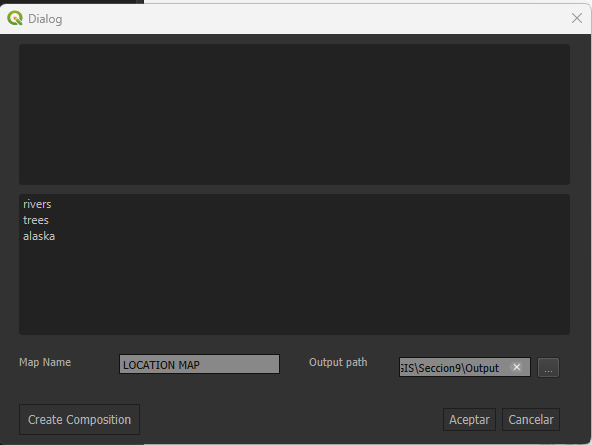 Dialog
rivers
trees
alaska
Map Name
LOCATION MAP
Output path
GIS\Seccion9\Output
...
Create Composition
Aceptar
Cancelar